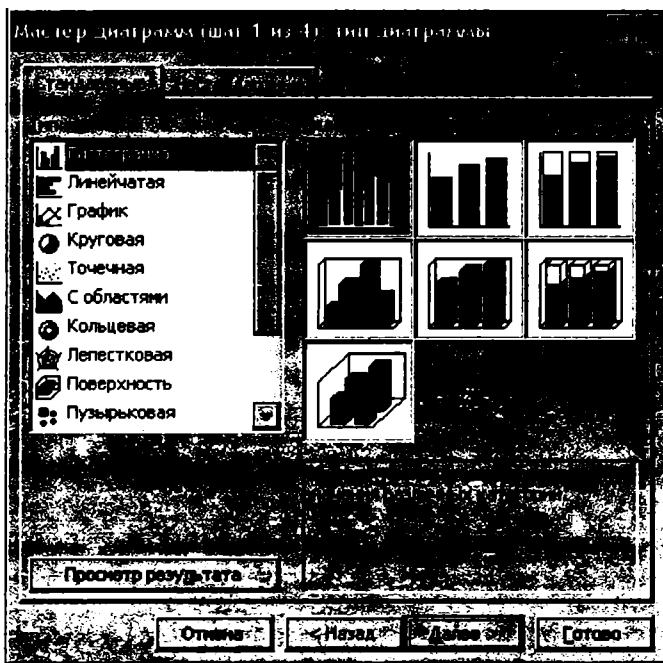 Мастер диаграмм (шаг 1 из 4): тип диаграммы
Гистограмма
Линейчатая
График
Круговая
Точечная
С областями
Кольцевая
Лепестковая
Поверхность
Пузырьковая
Просмотр результата
Отмена
< Назад
Далее >
Готово